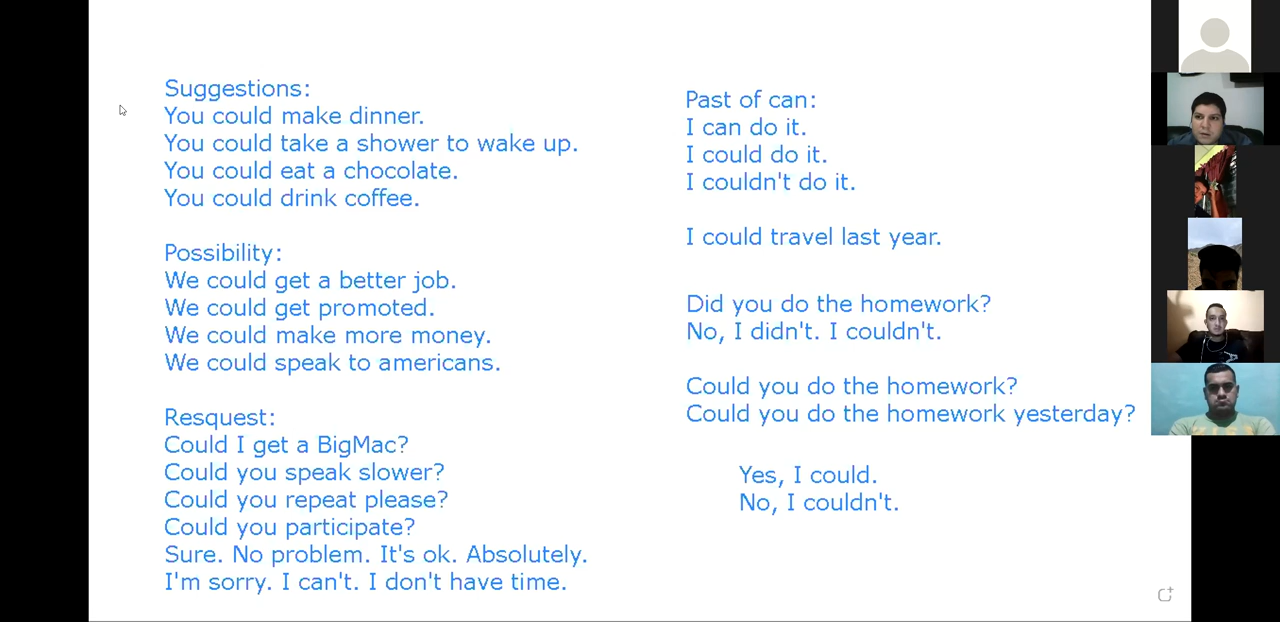 Suggestions:
You could make dinner.
You could take a shower to wake up.
You could eat a chocolate.
You could drink coffee.
Possibility:
We could get a better job.
We could get promoted.
We could make more money.
We could speak to americans.
Resquest:
Could I get a BigMac?
Could you speak slower?
Could you repeat please?
Could you participate?
Sure. No problem. It's ok. Absolutely.
I'm sorry. I can't. I don't have time.
Past of can:
I can do it.
I could do it.
I couldn't do it.
I could travel last year.
Did you do the homework?
No, I didn't. I couldn't.
Could you do the homework?
Could you do the homework yesterday?
Yes, I could.
No, I couldn't.